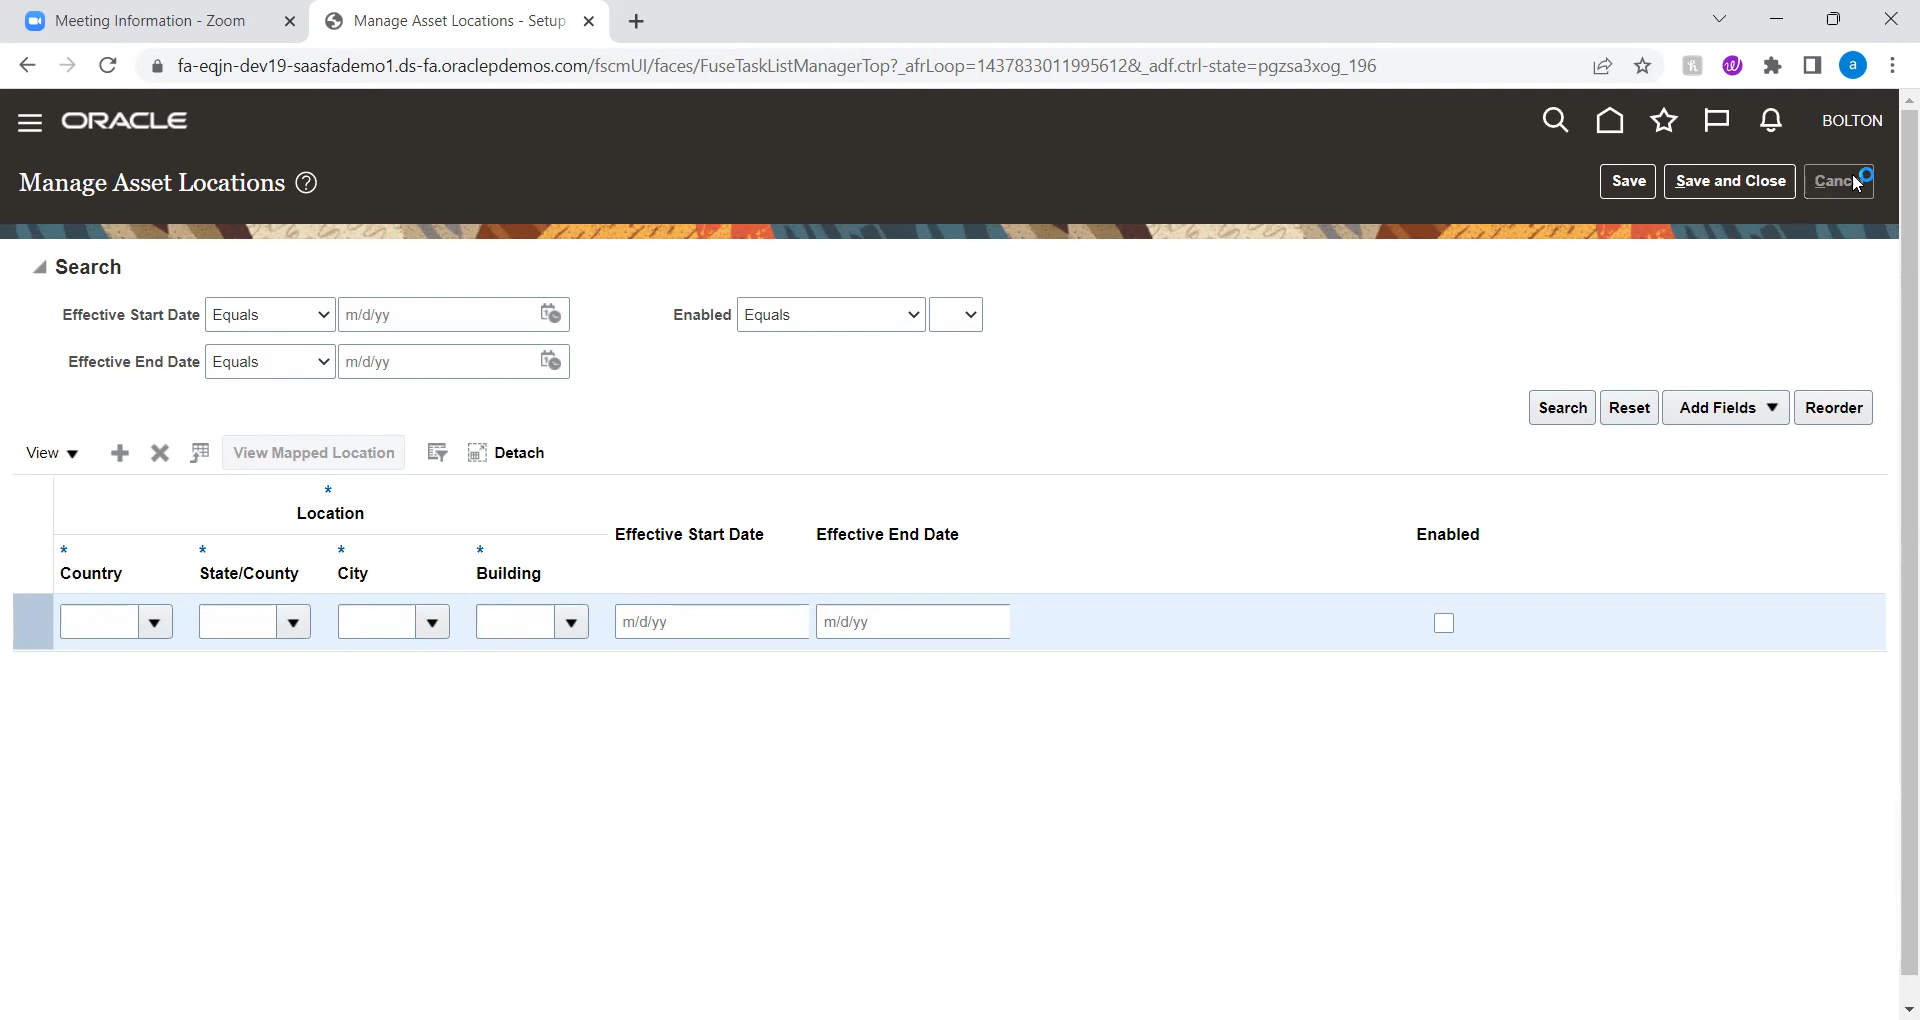 Meeting Information - Zoom
Manage Asset Locations - Setup
fa-eqjn-dev19-saasfademo1.ds-fa.oraclepdemos.com/fscmUI/faces/FuseTaskListManagerTop?_afrLoop=14378330119956128&_adf.ctrl-state=pgzsa3xog_196
a
ORACLE
BOLTON
Manage Asset Locations ?
Save
Save and Close
Search
Effective Start Date Equals m/d/yy
Enabled Equals
Effective End Date Equals m/d/yy
Search Reset Add Fields Reorder
View
View Mapped Location
Detach
*
Location
Effective Start Date Effective End Date Enabled
* * * *
Country State/County City Building
m/d/yy m/d/yy